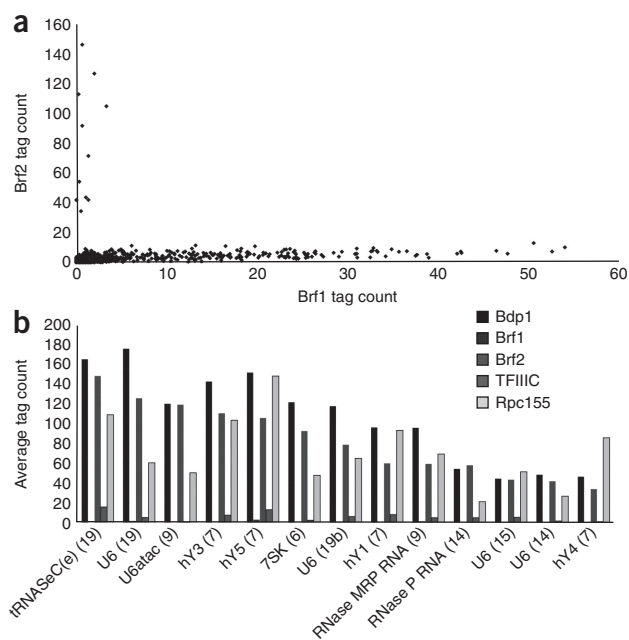 a
160
140
120
100
80
60
40
20
0
Brf2 tag count
0 10 20 30 40 50 60
Brf1 tag count
b
200
180
160
140
120
100
80
60
40
20
0
Average tag count
Bdp1
Brf1
Brf2
TFIIIC
Rpc155
tRNASeC(e) (19)
U6 (19)
U6atac (9)
hY3 (7)
hY5 (7)
7SK (6)
U6 (19b)
hY1 (7)
RNase MRP RNA (9)
RNase P RNA (14)
U6 (15)
U6 (14)
hY4 (7)